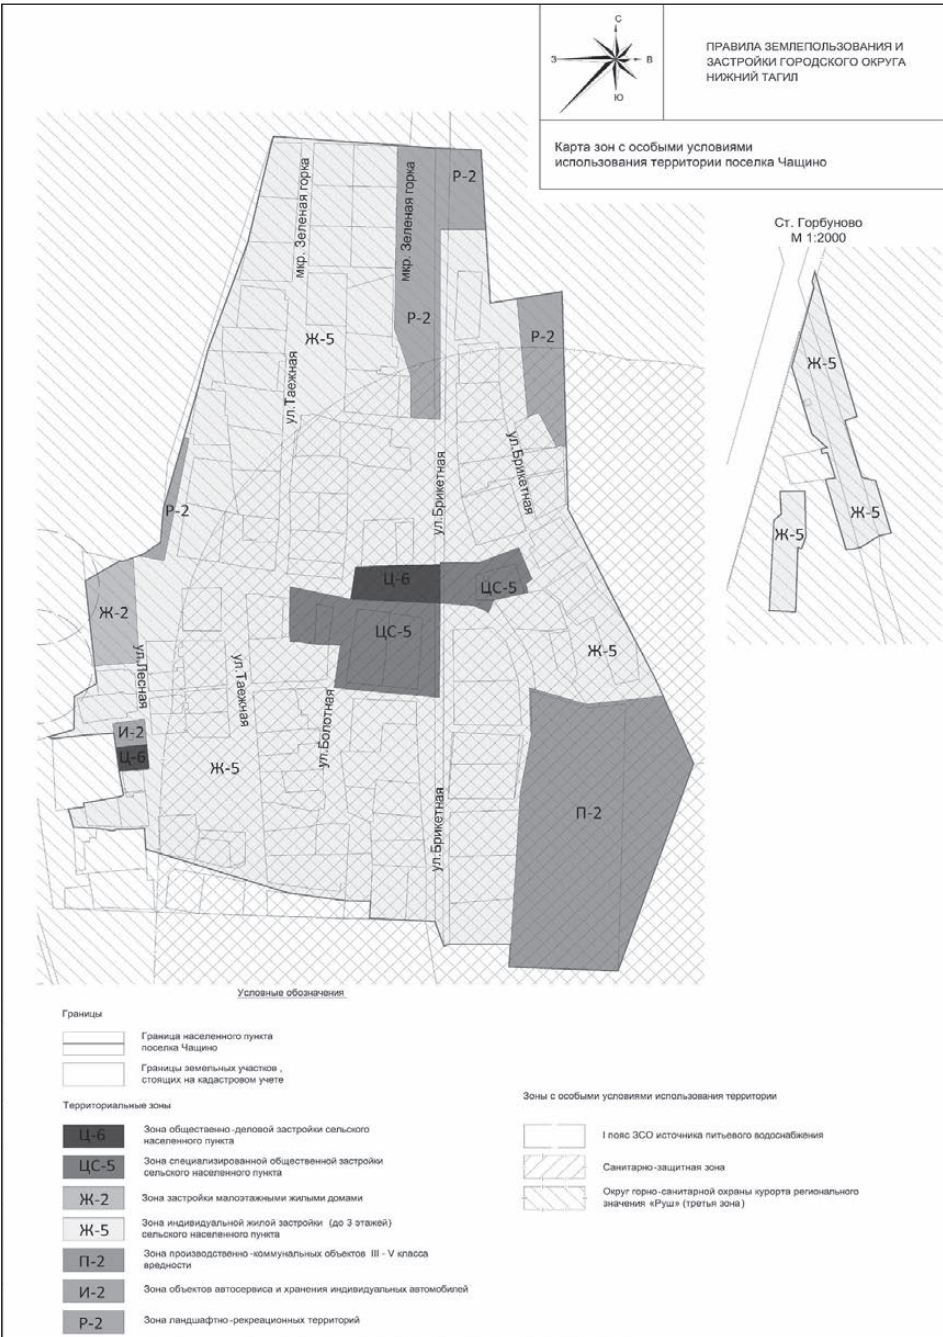 С
З
В
Ю
ПРАВИЛА ЗЕМЛЕПОЛЬЗОВАНИЯ И
ЗАСТРОЙКИ ГОРОДСКОГО ОКРУГА
НИЖНИЙ ТАГИЛ
Карта зон с особыми условиями
использования территории поселка Чащино
Ст. Горбуново
М 1:2000
Ж-5
Ж-5
Ж-5
мкр. Зеленая горка
мкр. Зеленая горка
Р-2
Р-2
Р-2
Ж-5
ул.Таежная
ул.Брикетная
ул.Брикетная
Р-2
Ц-6
ЦС-5
Ж-2
ЦС-5
Ж-5
ул.Лесная
ул.Таежная
ул.Болотная
И-2
Ц-6
Ж-5
ул.Брикетная
П-2
Условные обозначения
Границы
Граница населенного пункта
поселка Чащино
Границы земельных участков ,
стоящих на кадастровом учете
Территориальные зоны
Ц-6
Зона общественно-деловой застройки сельского
населенного пункта
ЦС-5
Зона специализированной общественной застройки
сельского населенного пункта
Ж-2
Зона застройки малоэтажными жилыми домами
Ж-5
Зона индивидуальной жилой застройки (до 3 этажей)
сельского населенного пункта
П-2
Зона производственно-коммунальных объектов III - V класса
вредности
И-2
Зона объектов автосервиса и хранения индивидуальных автомобилей
Р-2
Зона ландшафтно-рекреационных территорий
Зоны с особыми условиями использования территории
I пояс ЗСО источника питьевого водоснабжения
Санитарно-защитная зона
Округ горно-санитарной охраны курорта регионального
значения «Руш» (третья зона)